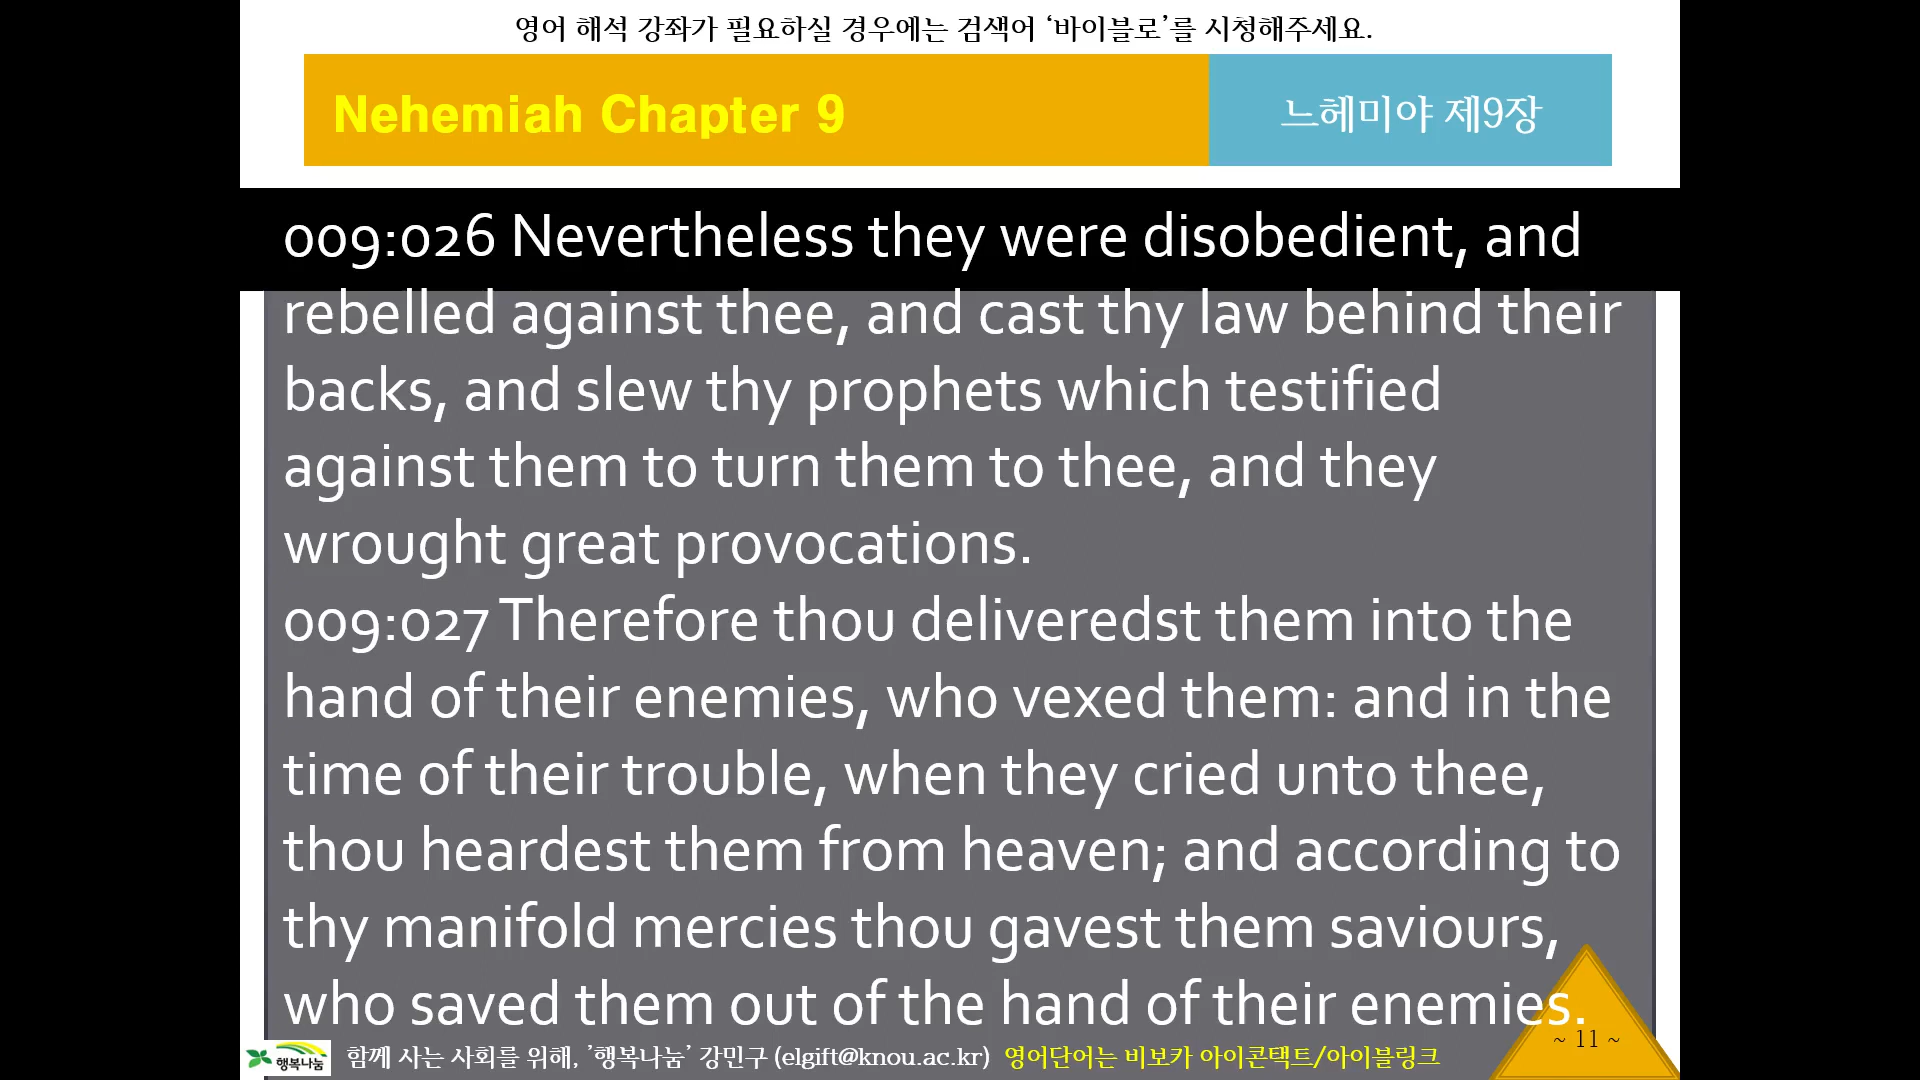 영어 해석 강좌가 필요하실 경우에는 검색어 ‘바이블로’를 시청해주세요.
Nehemiah Chapter 9
느헤미야 제9장
009:026 Nevertheless they were disobedient, and
rebelled against thee, and cast thy law behind their
backs, and slew thy prophets which testified
against them to turn them to thee, and they
wrought great provocations.
009:027 Therefore thou deliveredst them into the
hand of their enemies, who vexed them: and in the
time of their trouble, when they cried unto thee,
thou heardest them from heaven; and according to
thy manifold mercies thou gavest them saviours,
who saved them out of the hand of their enemies.
~ 11 ~
행복나눔
함께 사는 사회를 위해, ’행복나눔’ 강민구 (elgift@knou.ac.kr) 영어단어는 비보카 아이콘택트/아이블링크